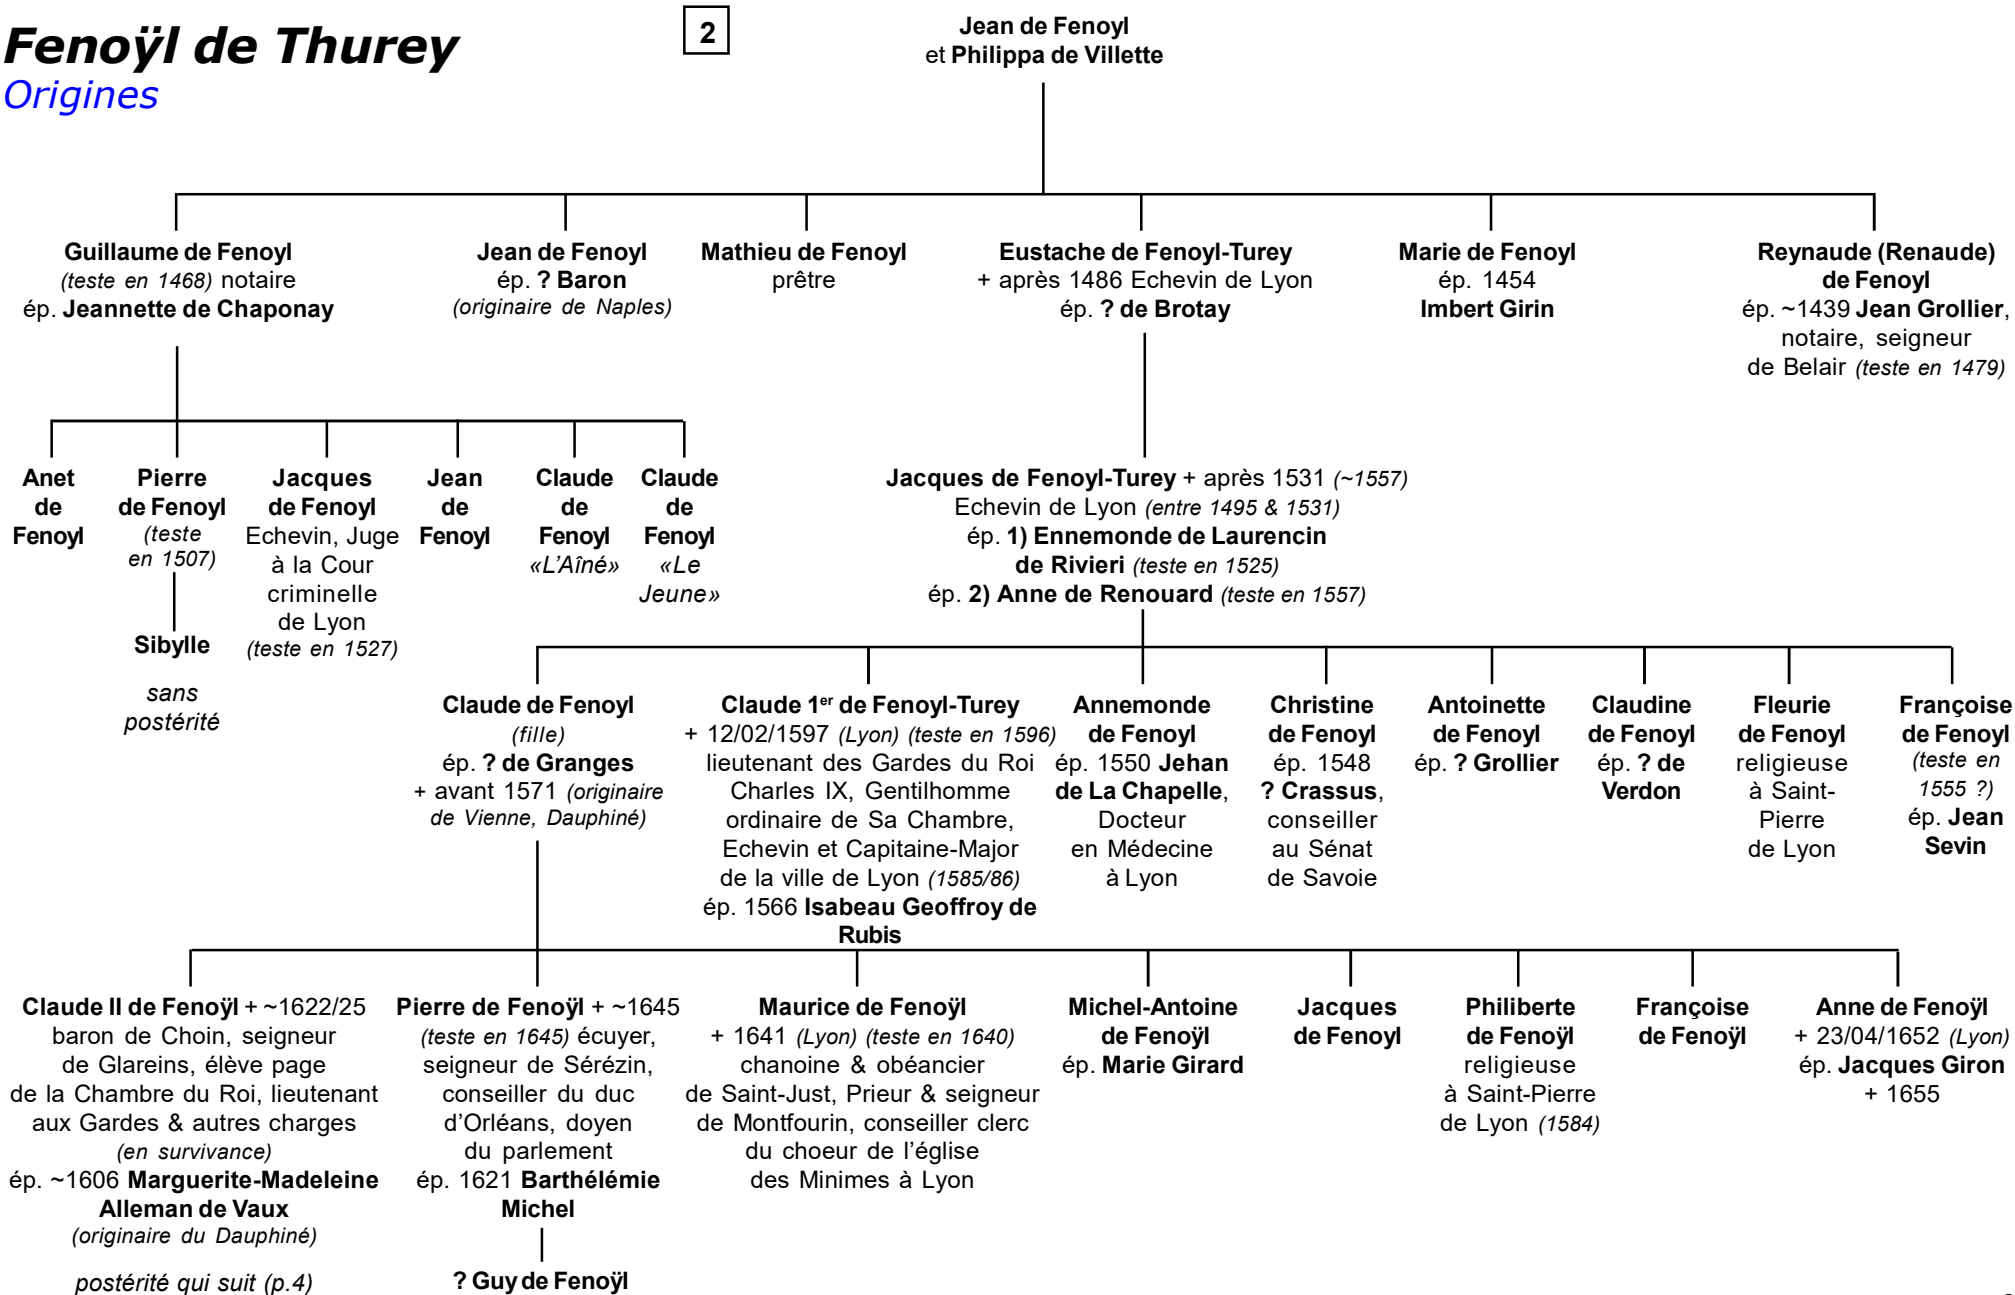 Fenoÿl de Thurey
Origines
2
Jean de Fenoyl
et Philippa de Villette
Guillaume de Fenoyl
(teste en 1468) notaire
ép. Jeannette de Chaponay
Jean de Fenoyl
ép. ? Baron
(originaire de Naples)
Mathieu de Fenoyl
prêtre
Eustache de Fenoyl-Turey
+ après 1486 Echevin de Lyon
ép. ? de Brotay
Marie de Fenoyl
ép. 1454
Imbert Girin
Reynaude (Renaude)
de Fenoyl
ép. ~1439 Jean Grollier,
notaire, seigneur
de Belair (teste en 1479)
Anet
de
Fenoyl
Pierre
de Fenoyl
(teste
en 1507)
Sibylle
sans
postérité
Jacques
de Fenoyl
Echevin, Juge
à la Cour
criminelle
de Lyon
(teste en 1527)
Jean
de
Fenoyl
Claude
de
Fenoyl
«L'Aîné»
Claude
de
Fenoyl
«Le
Jeune»
Jacques de Fenoyl-Turey + après 1531 (~1557)
Echevin de Lyon (entre 1495 & 1531)
ép. 1) Ennemonde de Laurencin
de Rivieri (teste en 1525)
ép. 2) Anne de Renouard (teste en 1557)
Claude de Fenoyl
(fille)
ép. ? de Granges
+ avant 1571 (originaire
de Vienne, Dauphiné)
Claude 1er de Fenoyl-Turey
+ 12/02/1597 (Lyon) (teste en 1596)
lieutenant des Gardes du Roi
Charles IX, Gentilhomme
ordinaire de Sa Chambre,
Echevin et Capitaine-Major
de la ville de Lyon (1585/86)
ép. 1566 Isabeau Geoffroy de
Rubis
Annemonde
de Fenoyl
ép. 1550 Jehan
de La Chapelle,
Docteur
en Médecine
à Lyon
Christine
de Fenoyl
ép. 1548
? Crassus,
conseiller
au Sénat
de Savoie
Antoinette
de Fenoyl
ép. ? Grollier
Claudine
de Fenoyl
ép. ? de
Verdon
Fleurie
de Fenoyl
religieuse
à Saint-
Pierre
de Lyon
Françoise
de Fenoyl
(teste en
1555 ?)
ép. Jean
Sevin
Claude II de Fenoÿl + ~1622/25
baron de Choin, seigneur
de Glareins, élève page
de la Chambre du Roi, lieutenant
aux Gardes & autres charges
(en survivance)
ép. ~1606 Marguerite-Madeleine
Alleman de Vaux
(originaire du Dauphiné)
postérité qui suit (p.4)
Pierre de Fenoÿl + ~1645
(teste en 1645) écuyer,
seigneur de Sérézin,
conseiller du duc
d'Orléans, doyen
du parlement
ép. 1621 Barthélémie
Michel
? Guy de Fenoÿl
Maurice de Fenoÿl
+ 1641 (Lyon) (teste en 1640)
chanoine & obéancier
de Saint-Just, Prieur & seigneur
de Montfourin, conseiller clerc
du choeur de l'église
des Minimes à Lyon
Michel-Antoine
de Fenoÿl
ép. Marie Girard
Jacques
de Fenoyl
Philiberte
de Fenoÿl
religieuse
à Saint-Pierre
de Lyon (1584)
Françoise
de Fenoÿl
Anne de Fenoÿl
+ 23/04/1652 (Lyon)
ép. Jacques Giron
+ 1655